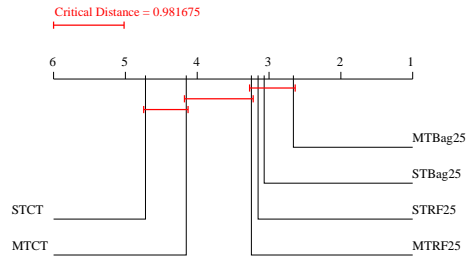 Critical Distance = 0.981675
6 5 4 3 2 1
MTBag25
STBag25
STCT STRF25
MTCT MTRF25